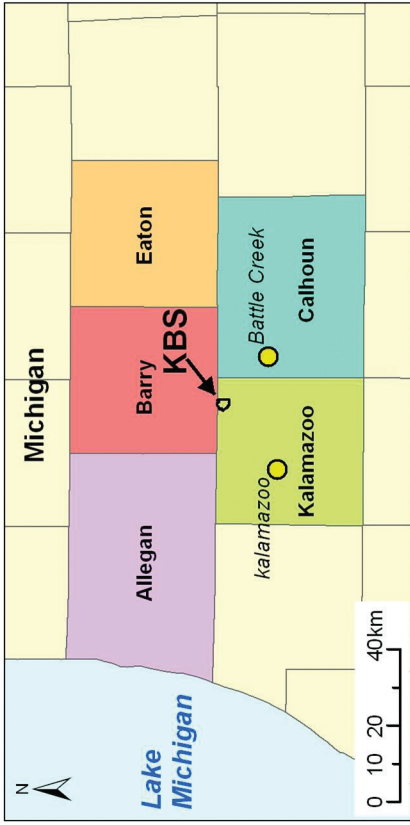 N
Michigan
Lake
Michigan
Allegan
Barry
Eaton
KBS
kalamazoo
Kalamazoo
Battle Creek
Calhoun
0 10 20 40km